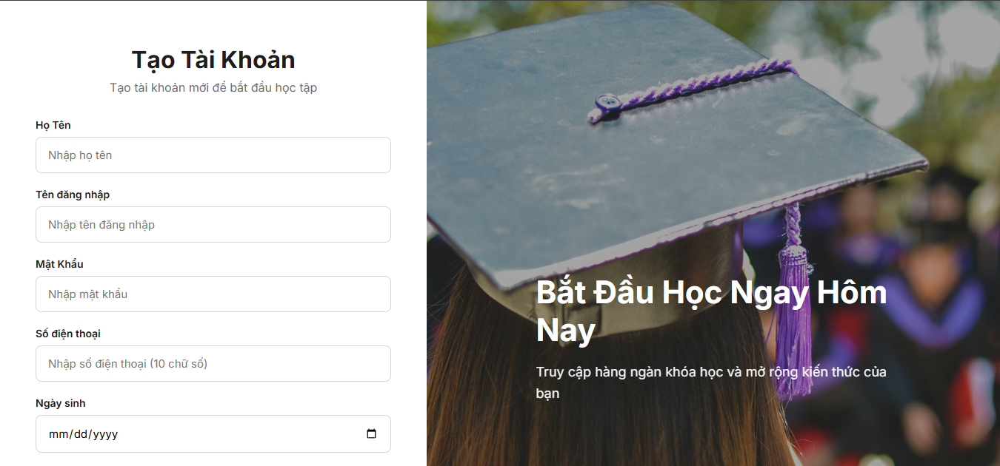 Tạo Tài Khoản
Tạo tài khoản mới để bắt đầu học tập
Họ Tên
Nhập họ tên
Tên đăng nhập
Nhập tên đăng nhập
Mật Khẩu
Nhập mật khẩu
Số điện thoại
Nhập số điện thoại (10 chữ số)
Ngày sinh
mm/dd/yyyy
Bắt Đầu Học Ngay Hôm
Nay
Truy cập hàng ngàn khóa học và mở rộng kiến thức của
bạn